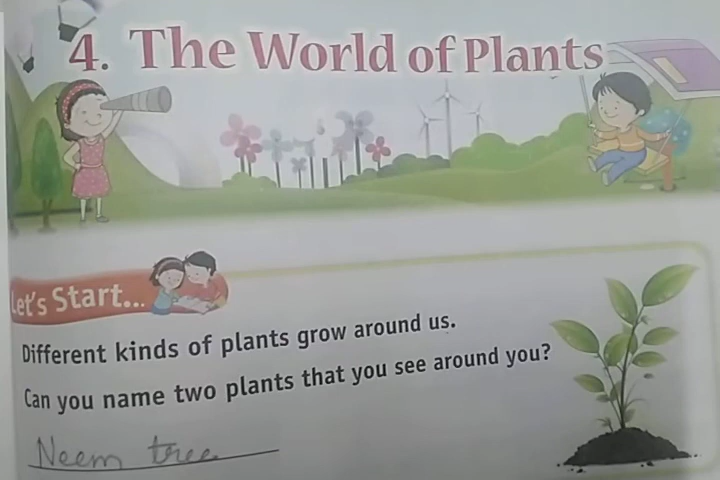 4. The World of Plants
Let's Start...
Different kinds of plants grow around us.
Can you name two plants that you see around you?
Neem tree